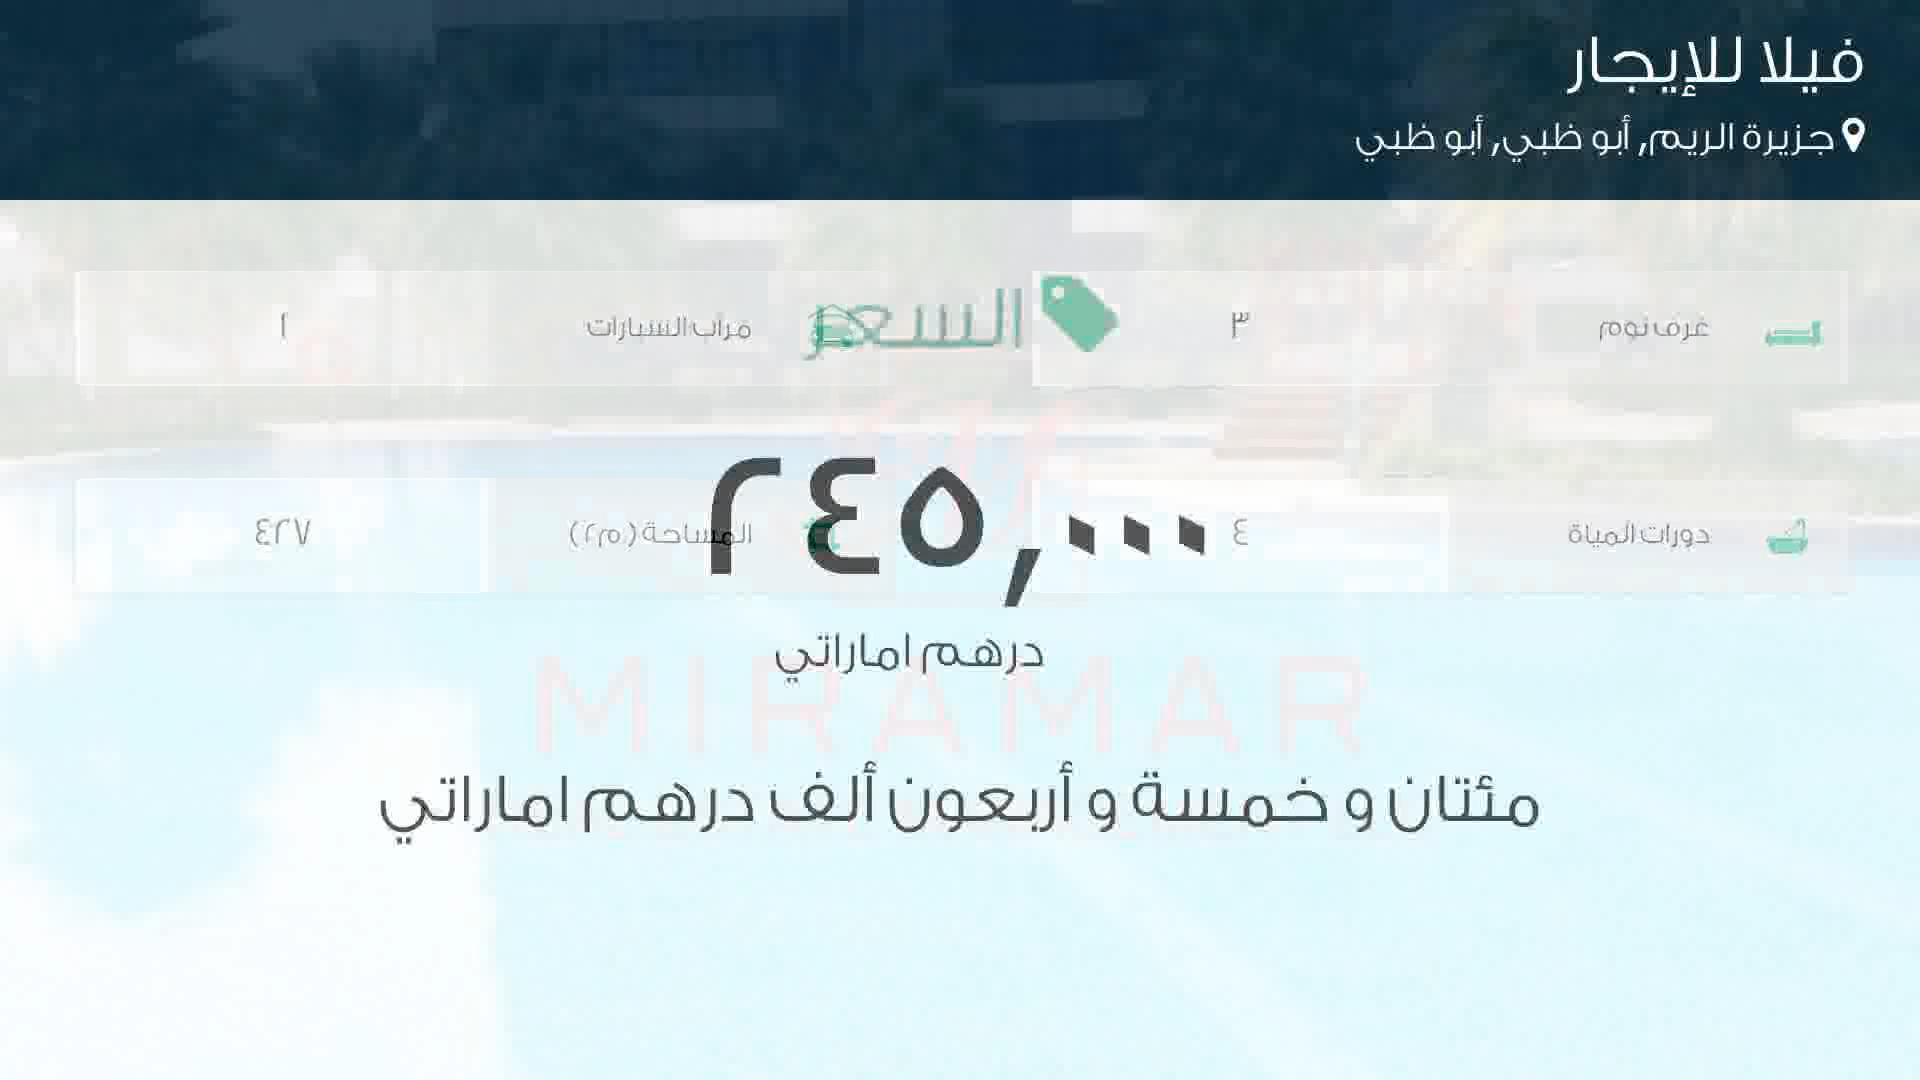 فيلا للإيجار
جزيرة الريم, أبو ظبي, أبو ظبي
غرف نوم ٣
السعر
مرآب السيارات ١
دورات المياة ٤
٢٤٥,٠٠٠
المساحة (م٢) ٤٢٧
درهم اماراتي
MIRAMAR
مئتان و خمسة و أربعون ألف درهم اماراتي